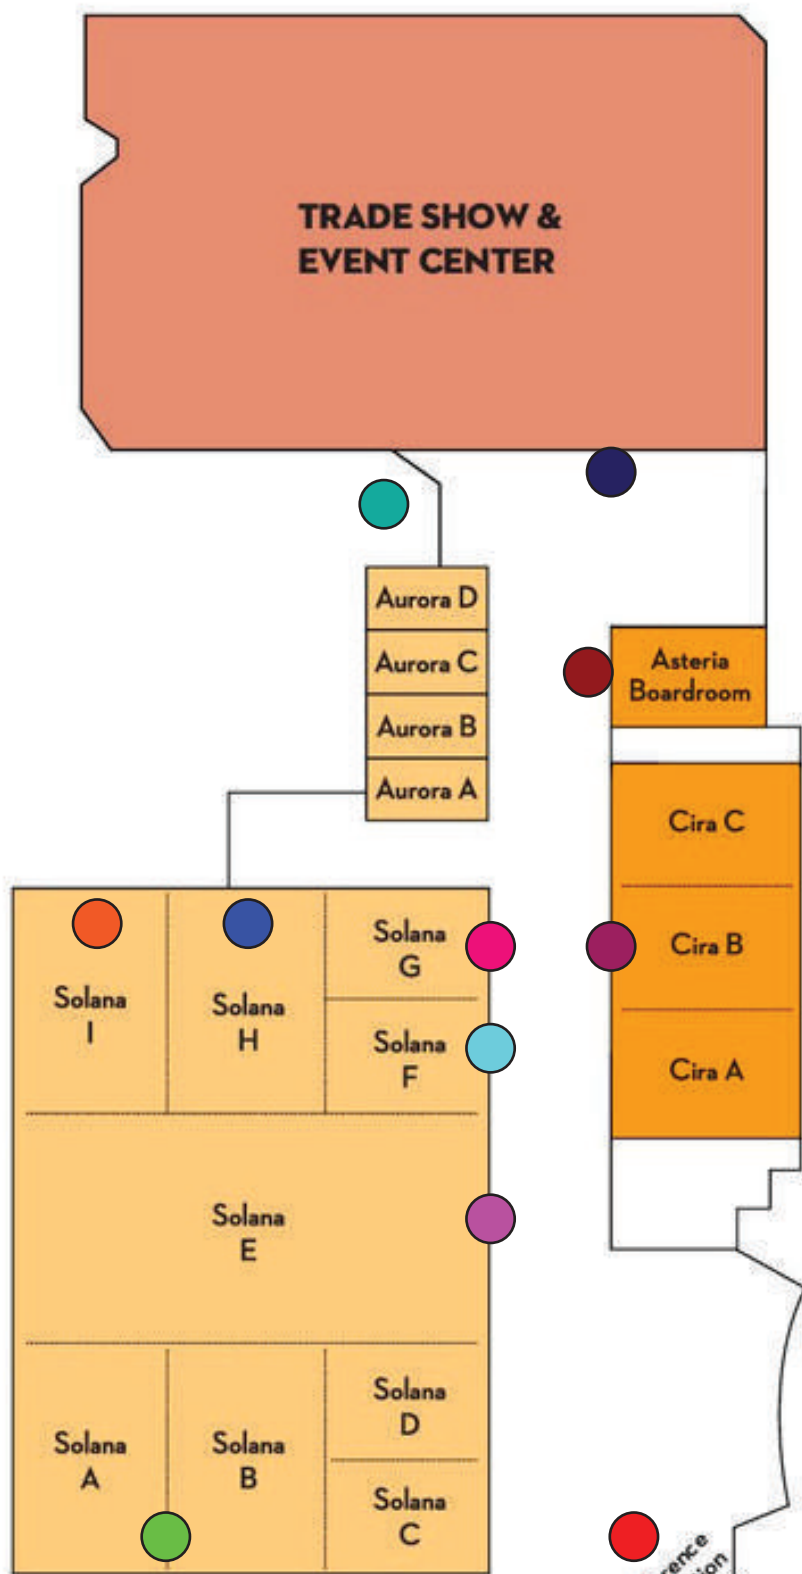 TRADE SHOW &
EVENT CENTER
Aurora D
Aurora C
Aurora B
Aurora A
Asteria
Boardroom
Cira C
Cira B
Cira A
Solana
I
Solana
H
Solana
G
Solana
F
Solana
E
Solana
A
Solana
B
Solana
D
Solana
C